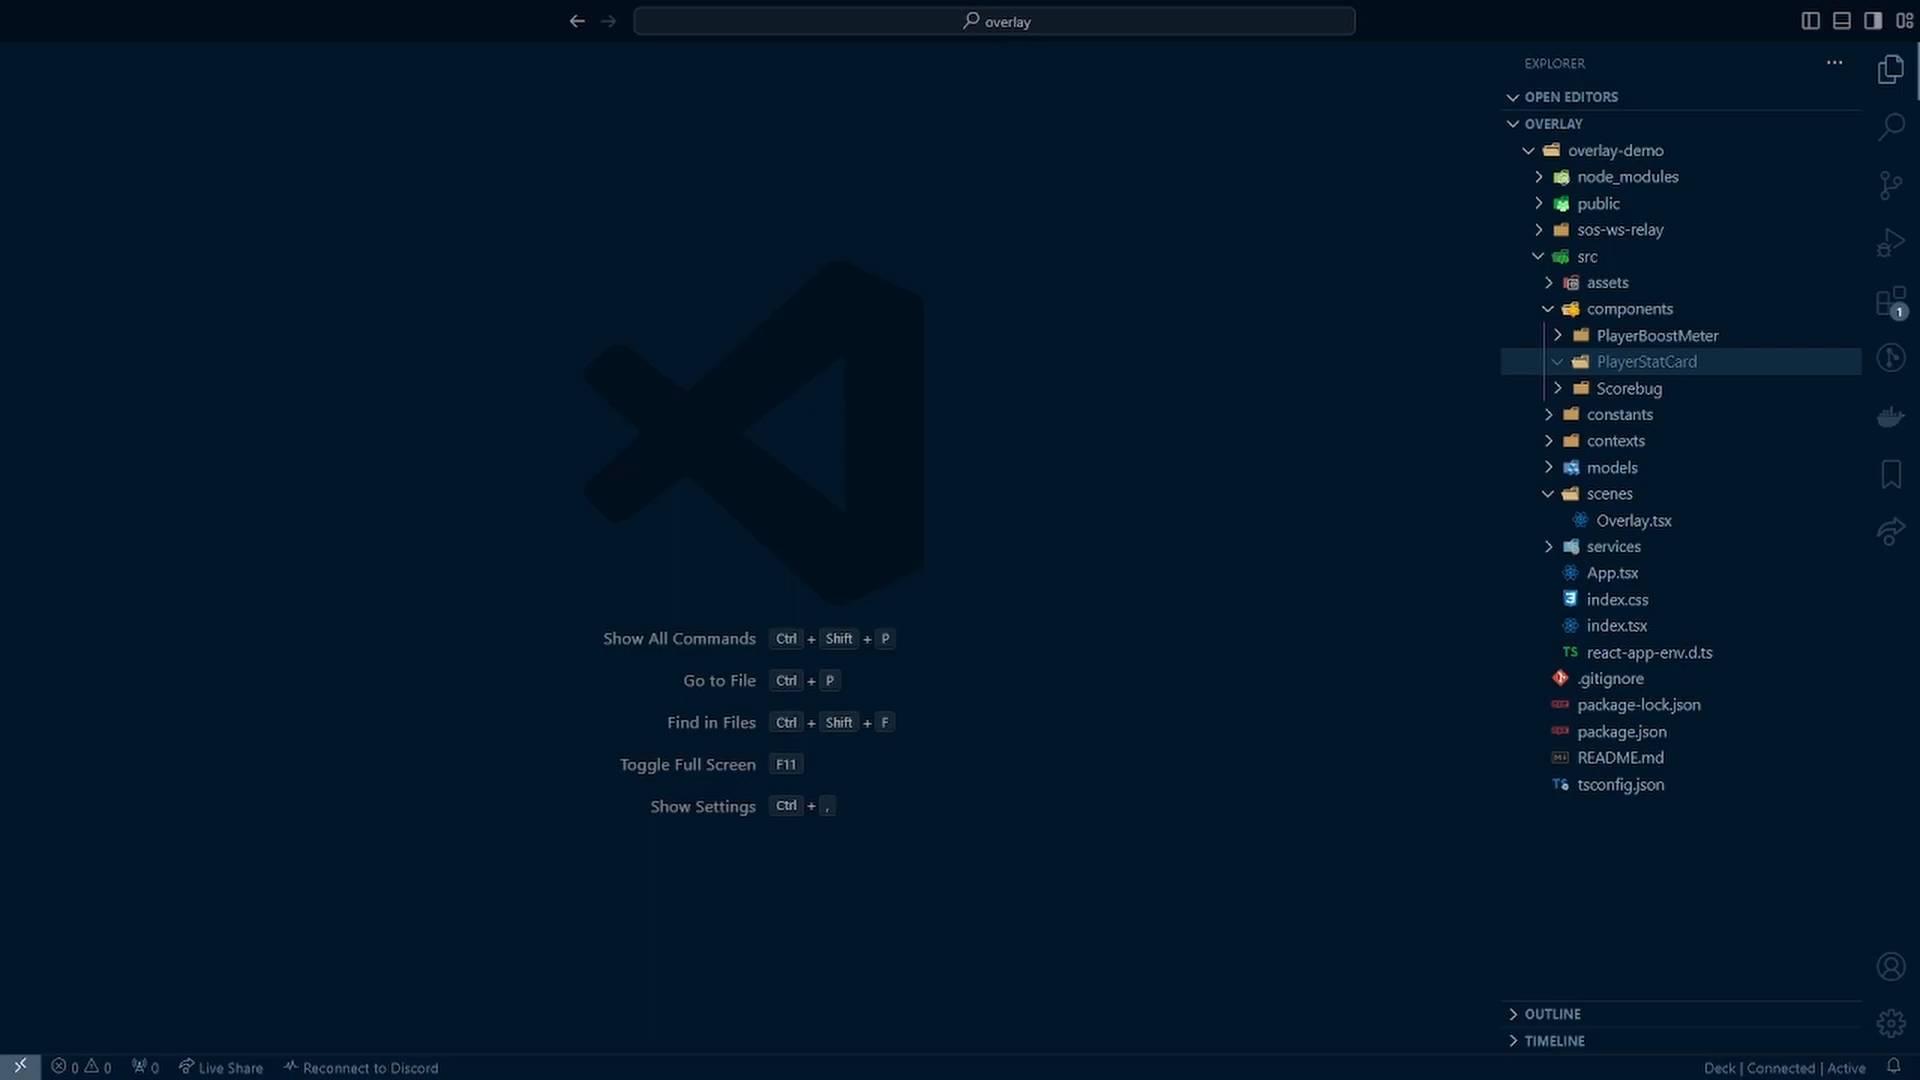 overlay
EXPLORER
OPEN EDITORS
OVERLAY
overlay-demo
node_modules
public
sos-ws-relay
src
assets
components
PlayerBoostMeter
PlayerStatCard
Scorebug
constants
contexts
models
scenes
Overlay.tsx
services
App.tsx
index.css
index.tsx
TS react-app-env.d.ts
.gitignore
package-lock.json
package.json
README.md
tsconfig.json
1
Show All Commands Ctrl + Shift + P
Go to File Ctrl + P
Find in Files Ctrl + Shift + F
Toggle Full Screen F11
Show Settings Ctrl + ,
OUTLINE
TIMELINE
0 0 0 Live Share Reconnect to Discord
Deck | Connected | Active